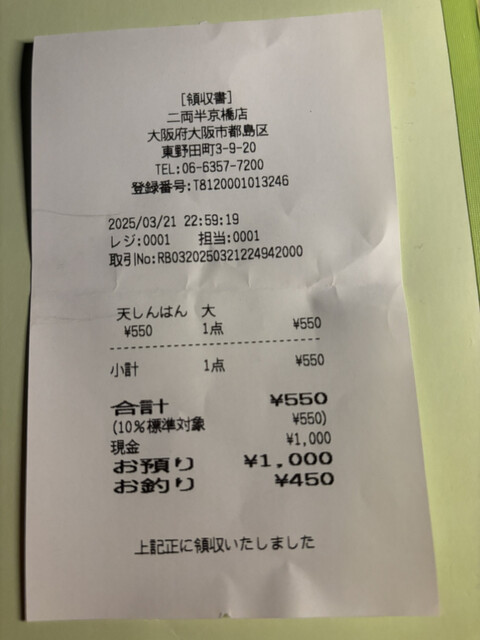 [領収書]
二両半京橋店
大阪府大阪市都島区
東野田町3-9-20
TEL:06-6357-7200
登録番号:T8120001013246
2025/03/21 22:59:19
レジ:0001 担当:0001
取引No:RB0320250321224942000
天しんはん 大
¥550 1点 ¥550
小計 1点 ¥550
合計 ¥550
(10%標準対象 ¥550)
現金 ¥1,000
お預り ¥1,000
お釣り ¥450
上記正に領収いたしました